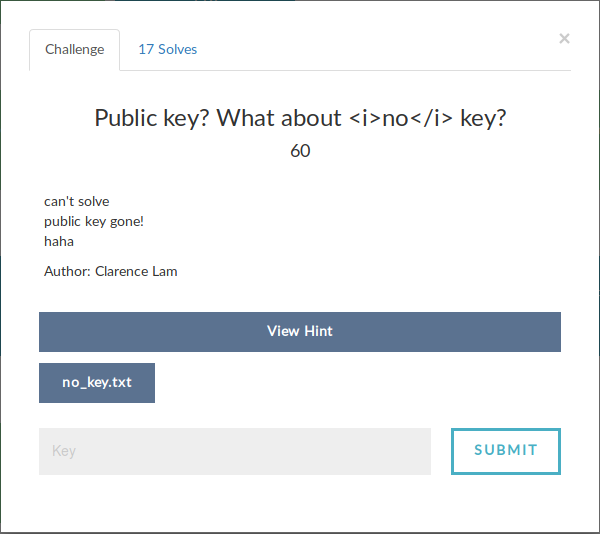 Challenge
17 Solves
×
Public key? What about <i>no</i> key?
60
can't solve
public key gone!
haha
Author: Clarence Lam
View Hint
no_key.txt
Key
SUBMIT